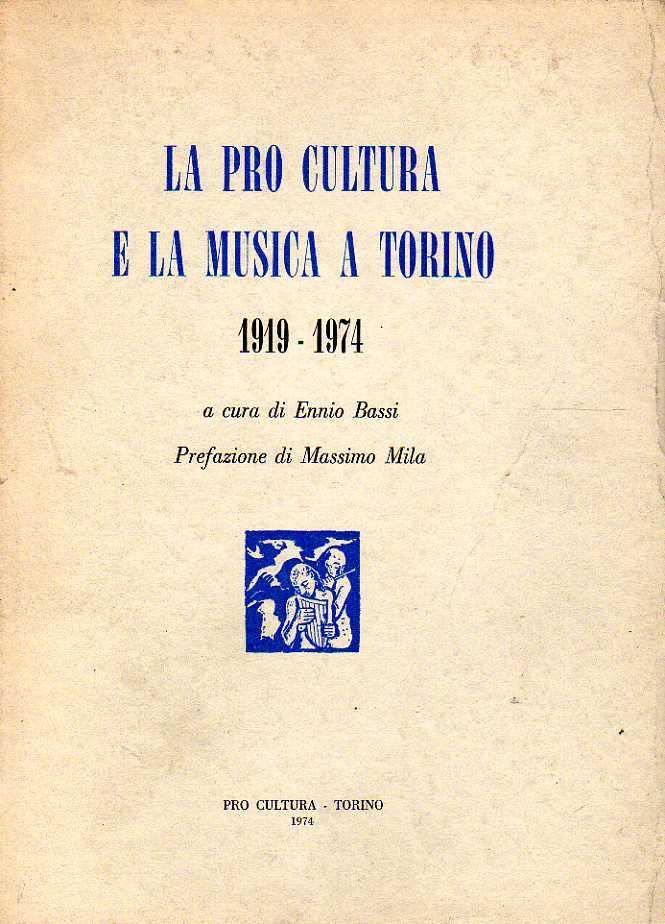 LA PRO CULTURA
E LA MUSICA A TORINO
1919 - 1974
a cura di Ennio Bassi
Prefazione di Massimo Mila
PRO CULTURA - TORINO
1974